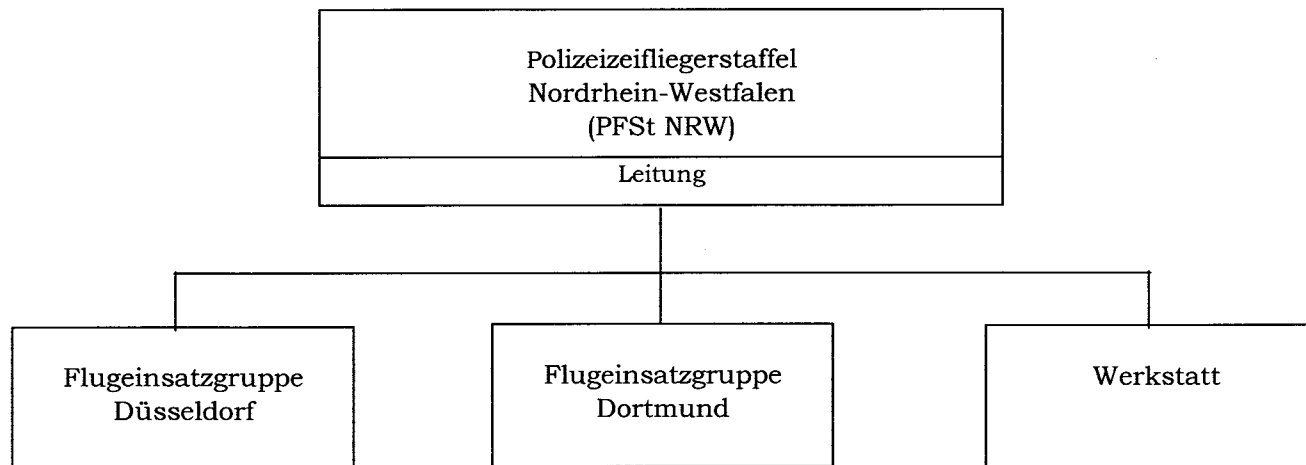 Polizeizeifliegerstaffel
Nordrhein-Westfalen
(PFSt NRW)
Leitung
Flugeinsatzgruppe
Düsseldorf
Flugeinsatzgruppe
Dortmund
Werkstatt